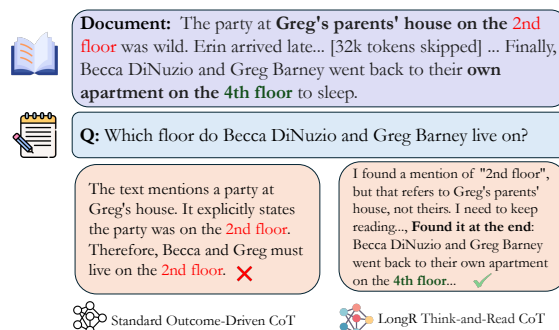 Document: The party at Greg's parents' house on the 2nd
floor was wild. Erin arrived late... [32k tokens skipped] ... Finally,
Becca DiNuzio and Greg Barney went back to their own
apartment on the 4th floor to sleep.
Q: Which floor do Becca DiNuzio and Greg Barney live on?
The text mentions a party at
Greg's house. It explicitly states
the party was on the 2nd floor.
Therefore, Becca and Greg must
live on the 2nd floor.
I found a mention of "2nd floor",
but that refers to Greg's parents'
house, not theirs. I need to keep
reading..., Found it at the end:
Becca DiNuzio and Greg Barney
went back to their own apartment
on the 4th floor...
Standard Outcome-Driven CoT
LongR Think-and-Read CoT